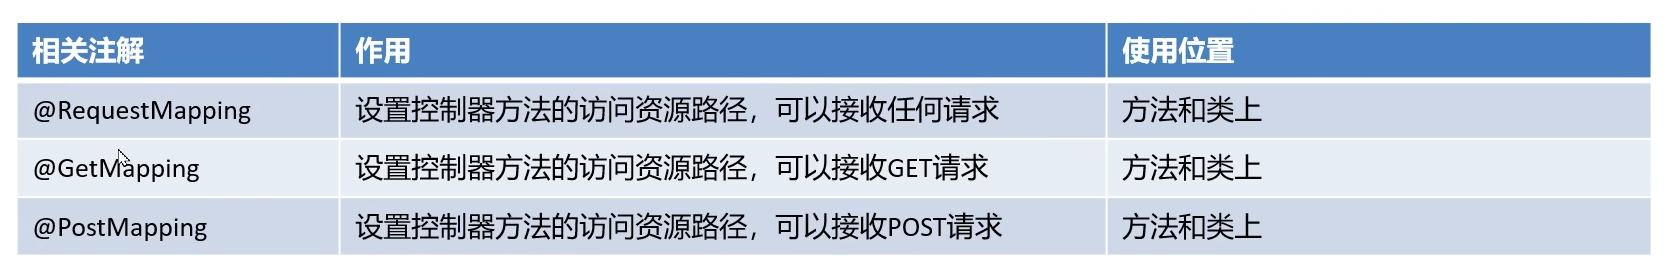 相关注解 作用 使用位置
@RequestMapping 设置控制器方法的访问资源路径，可以接收任何请求 方法和类上
@GetMapping 设置控制器方法的访问资源路径，可以接收GET请求 方法和类上
@PostMapping 设置控制器方法的访问资源路径，可以接收POST请求 方法和类上